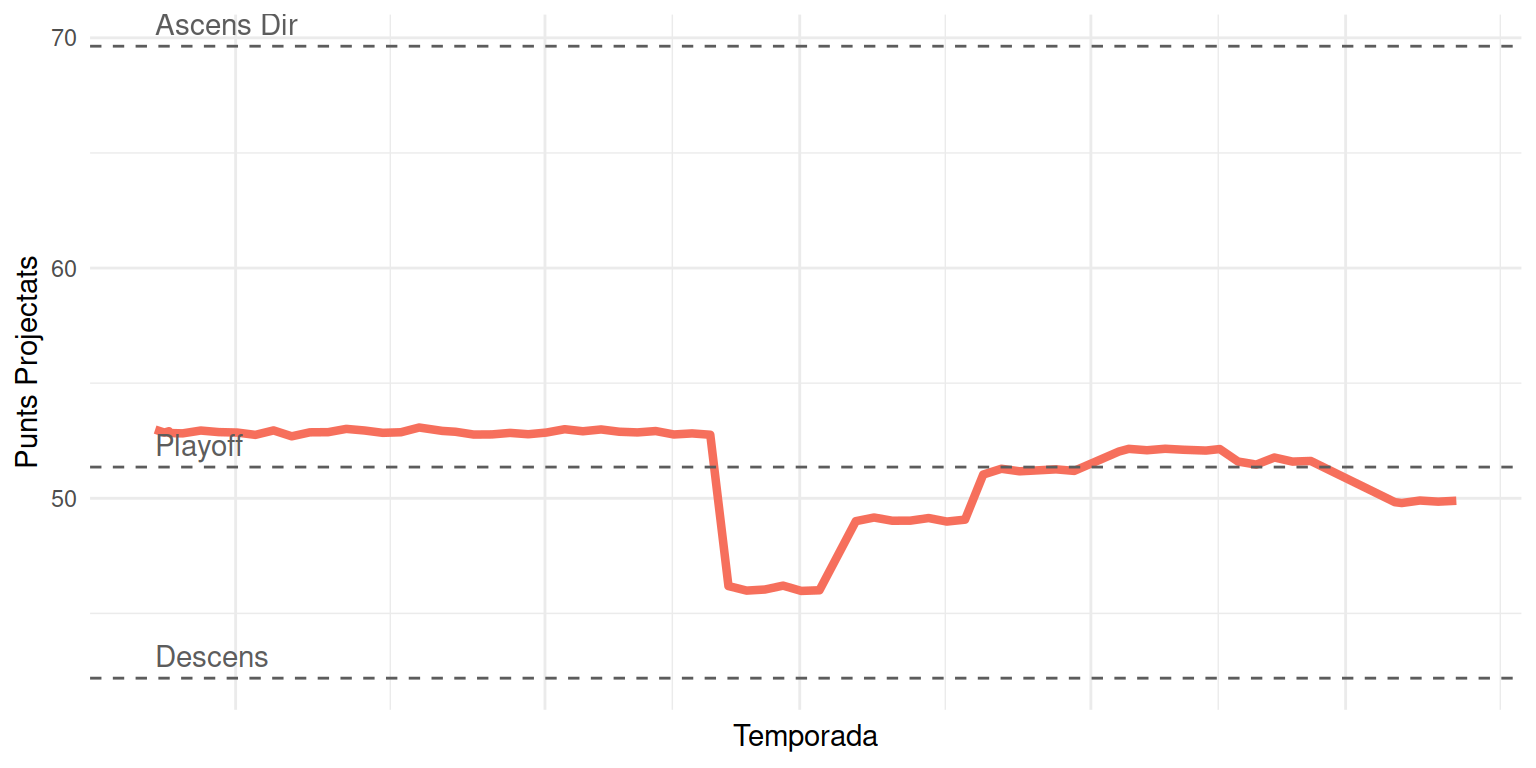 Ascens Dir
70
60
Punts Projectats
Playoff
50
Descens
Temporada